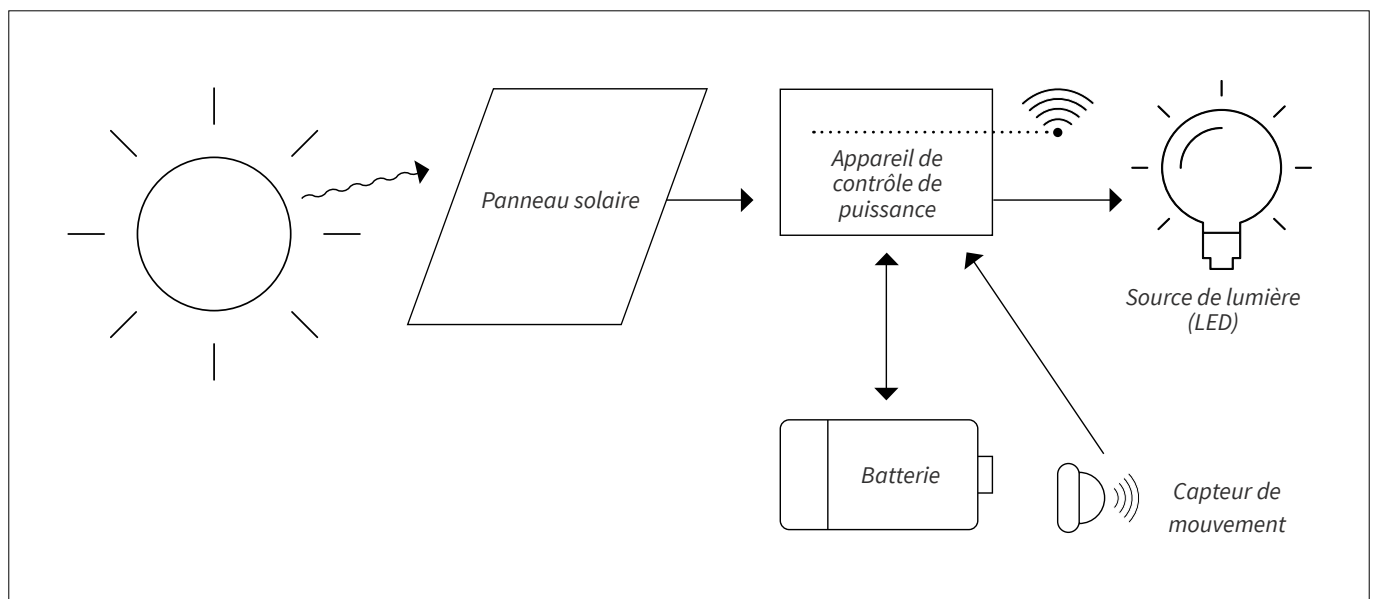 Panneau solaire
Appareil de
contrôle de
puissance
Source de lumière
(LED)
Batterie
Capteur de
mouvement